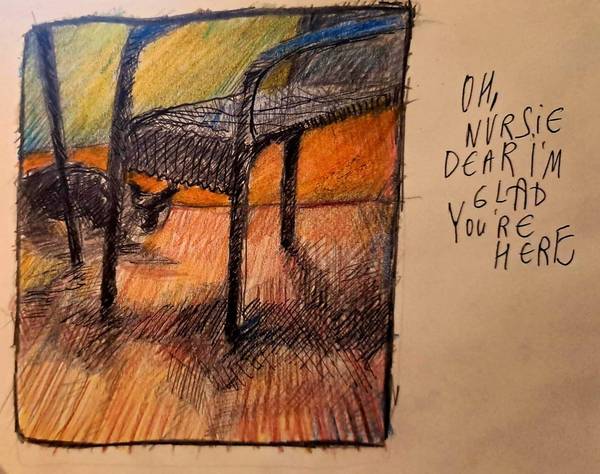 OH,
NURSIE
DEAR I'M
GLAD
YOU'RE
HERE